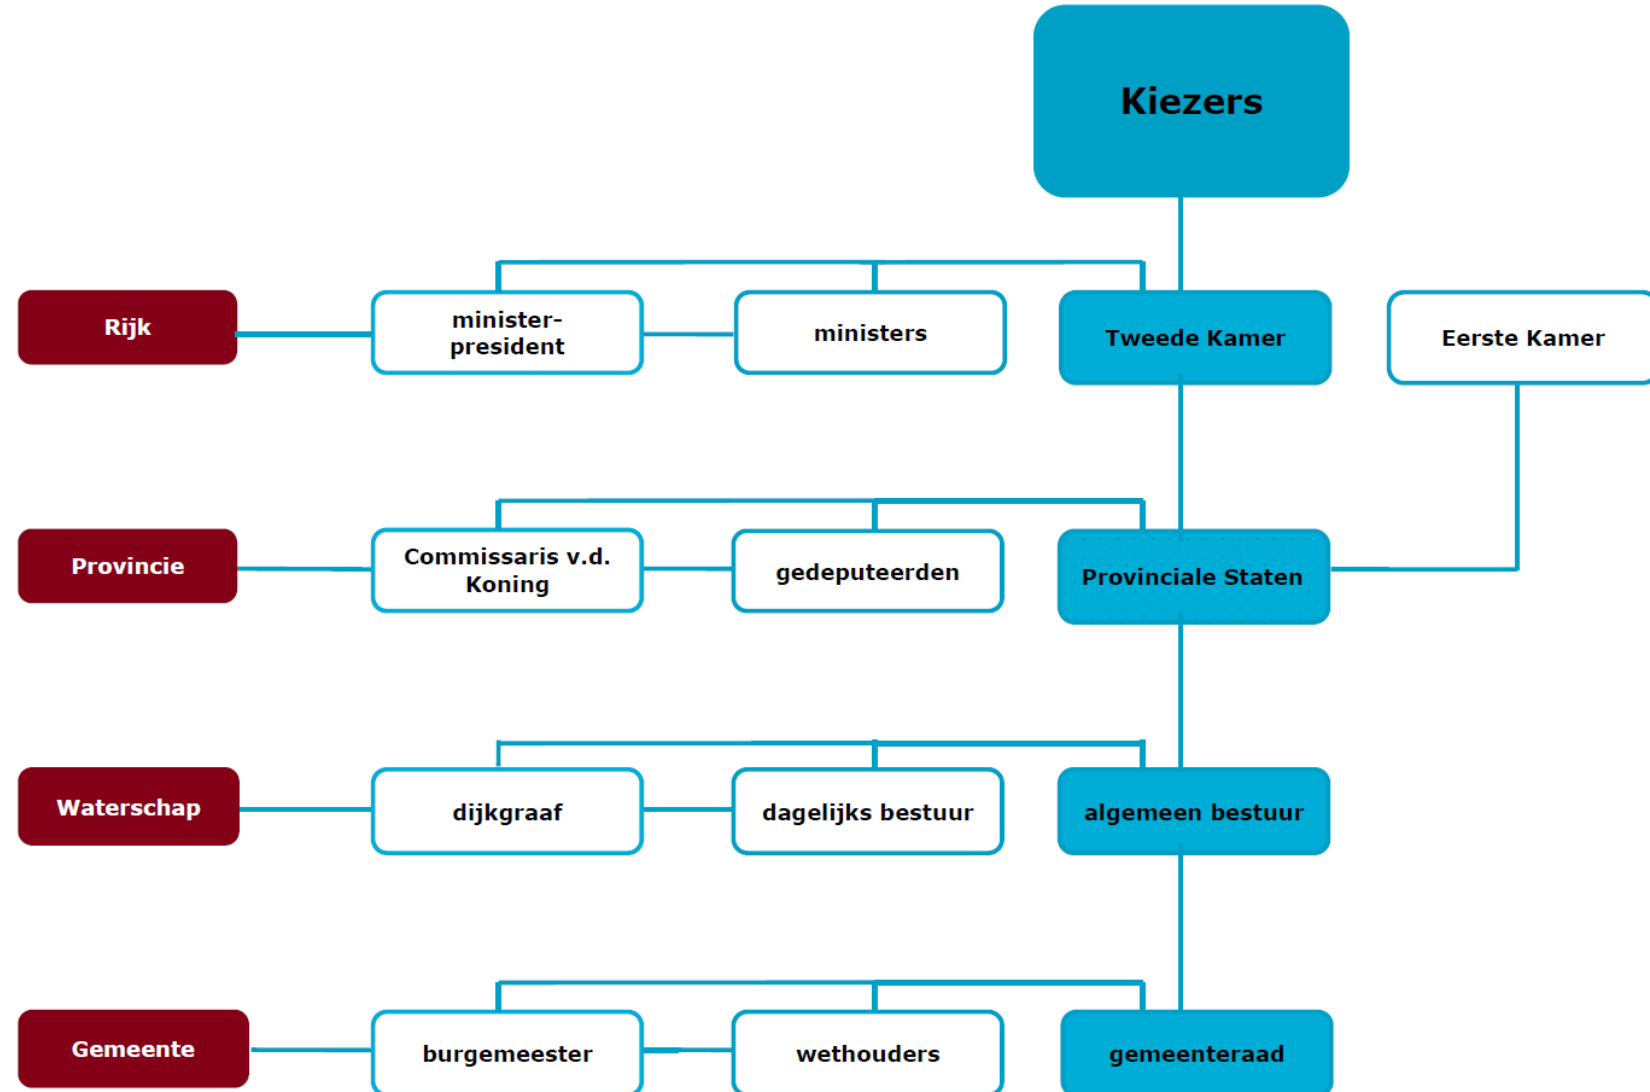 Kiezers
Rijk
minister–
president
ministers
Tweede Kamer
Eerste Kamer
Provincie
Commissaris v.d.
Koning
gedeputeerden
Provinciale Staten
Waterschap
dijkgraaf
dagelijks bestuur
algemeen bestuur
Gemeente
burgemeester
wethouders
gemeenteraad